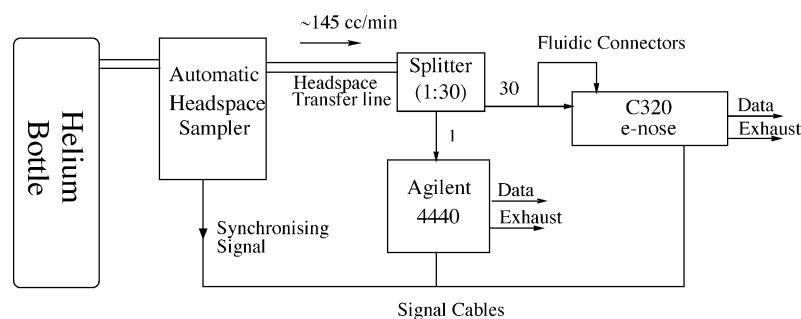 ~145 cc/min
Helium
Bottle
Automatic
Headspace
Sampler
Headspace
Transfer line
Splitter
(1:30)
30
Fluidic Connectors
C320
e-nose
Data
Exhaust
1
Agilent
4440
Data
Exhaust
Synchronising
Signal
Signal Cables